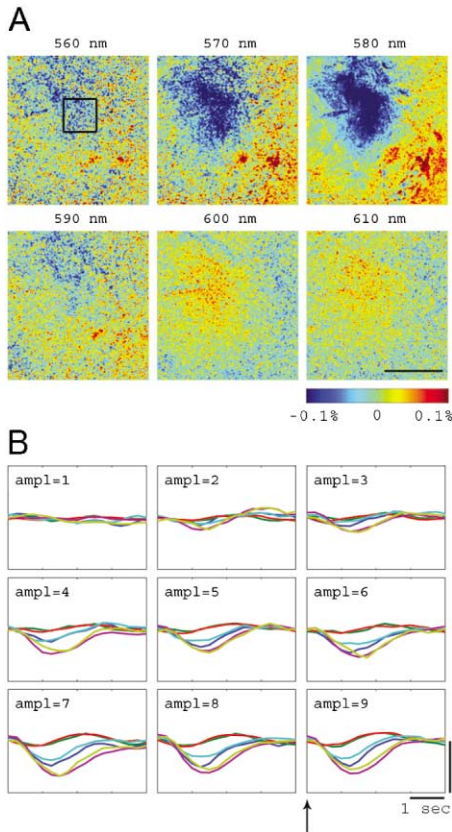 A
560 nm 570 nm 580 nm
590 nm 600 nm 610 nm
-0.1% 0 0.1%
B
ampl=1 ampl=2 ampl=3
ampl=4 ampl=5 ampl=6
ampl=7 ampl=8 ampl=9
1 sec